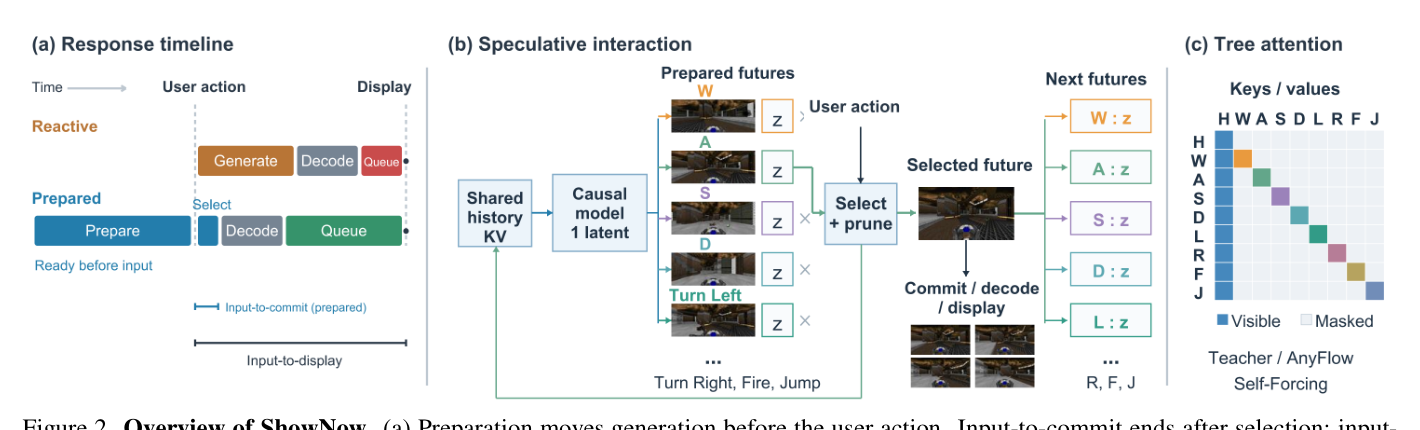 (a) Response timeline
Time
User action
Display
Reactive
Generate
Decode
Queue
Prepared
Select
Prepare
Decode
Queue
Ready before input
Input-to-commit (prepared)
Input-to-display
(b) Speculative interaction
Prepared futures
W
z
A
z
S
z
D
z
Turn Left
z
...
Turn Right, Fire, Jump
Shared
history
KV
Causal
model
1 latent
User action
Select
+ prune
Selected future
Commit / decode
/ display
Next futures
W : z
A : z
S : z
D : z
L : z
...
R, F, J
(c) Tree attention
Keys / values
H W A S D L R F J
H
W
A
S
D
L
R
F
J
Visible
Masked
Teacher / AnyFlow
Self-Forcing
Figure 2. Overview of ShowNow. (a) Preparation moves generation before the user action. Input-to-commit ends after selection; input-